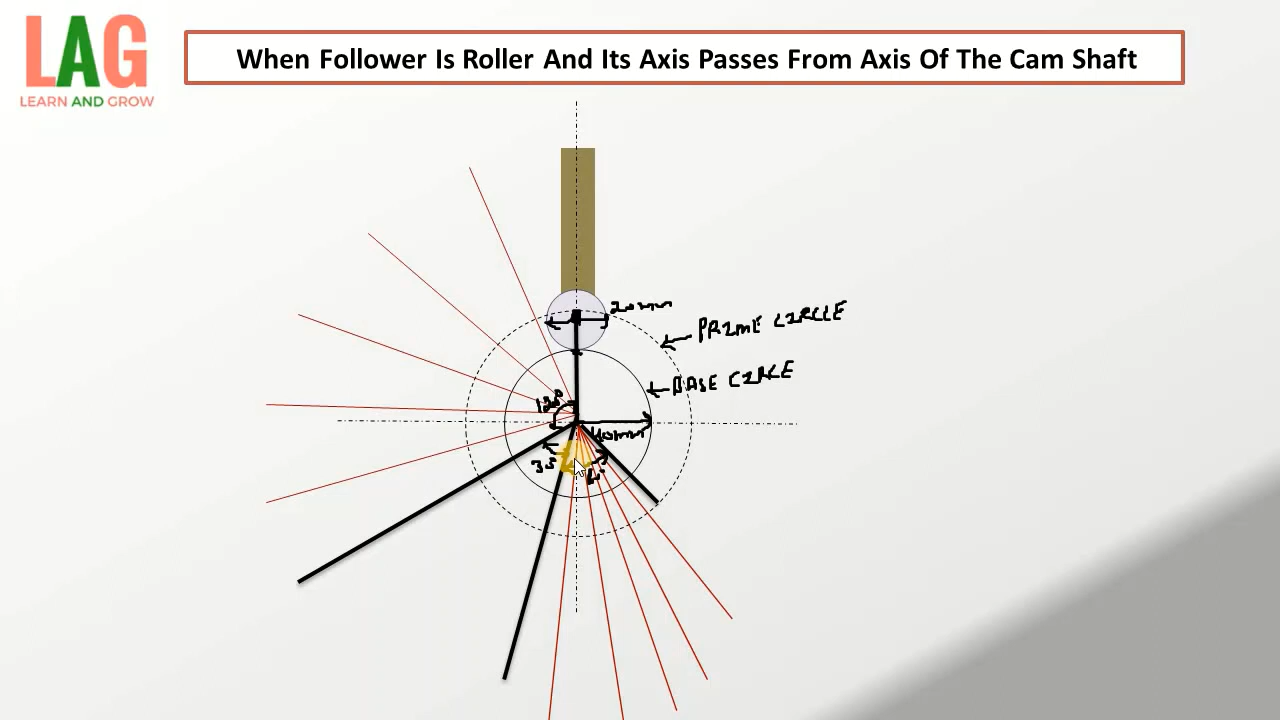 LAG
LEARN AND GROW
When Follower Is Roller And Its Axis Passes From Axis Of The Cam Shaft
20mm
PRIME CIRCLE
BASE CIRCLE
120°
40mm